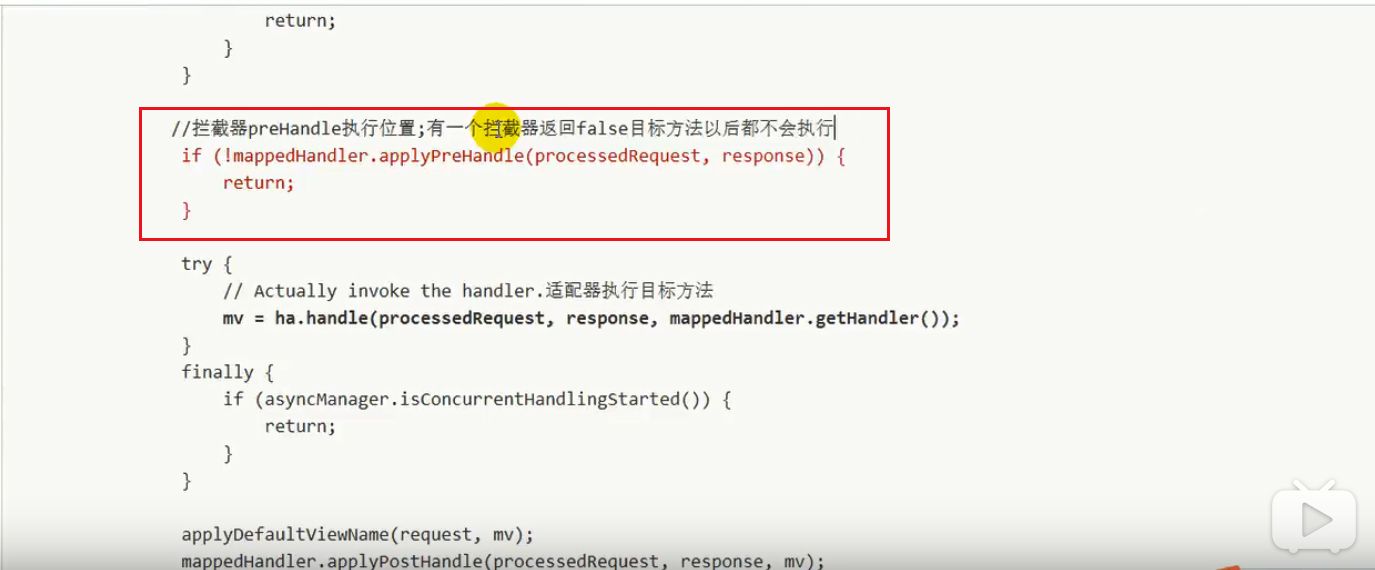 return;
}
}
//拦截器preHandle执行位置;有一个拦截器返回false目标方法以后都不会执行
if (!mappedHandler.applyPreHandle(processedRequest, response)) {
return;
}
try {
// Actually invoke the handler.适配器执行目标方法
mv = ha.handle(processedRequest, response, mappedHandler.getHandler());
}
finally {
if (asyncManager.isConcurrentHandlingStarted()) {
return;
}
}
applyDefaultViewName(request, mv);
mappedHandler.applyPostHandle(processedRequest, response, mv);